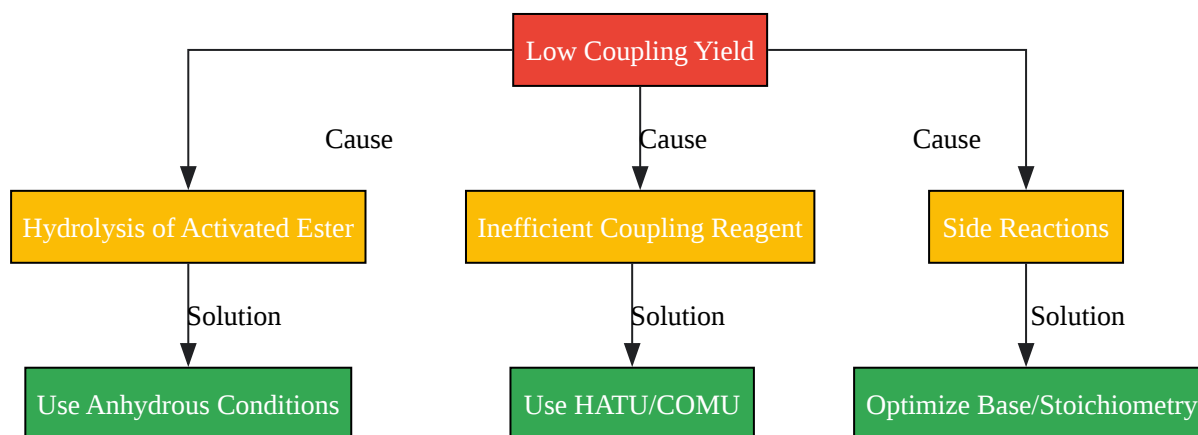 Low Coupling Yield
Cause
Cause
Cause
Hydrolysis of Activated Ester
Inefficient Coupling Reagent
Side Reactions
Solution
Solution
Solution
Use Anhydrous Conditions
Use HATU/COMU
Optimize Base/Stoichiometry